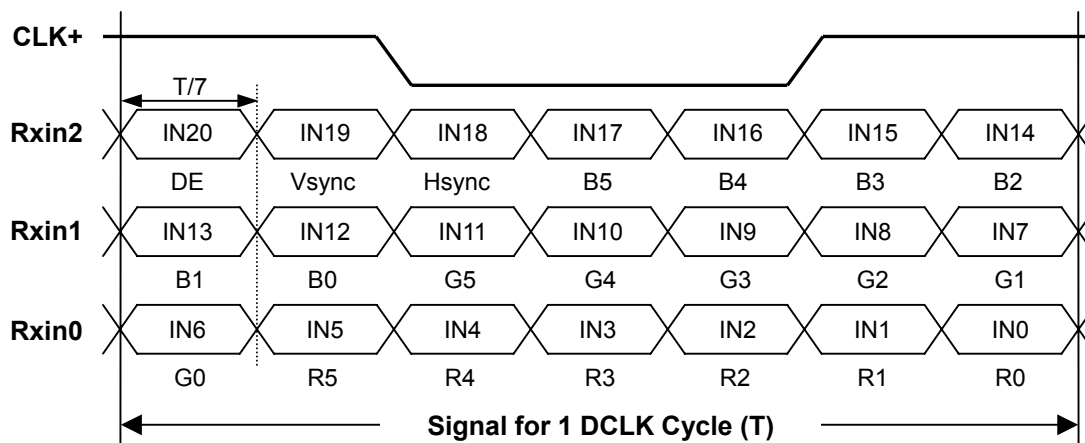 CLK+
T/7
Rxin2 IN20 IN19 IN18 IN17 IN16 IN15 IN14
DE Vsync Hsync B5 B4 B3 B2
Rxin1 IN13 IN12 IN11 IN10 IN9 IN8 IN7
B1 B0 G5 G4 G3 G2 G1
Rxin0 IN6 IN5 IN4 IN3 IN2 IN1 IN0
G0 R5 R4 R3 R2 R1 R0
Signal for 1 DCLK Cycle (T)